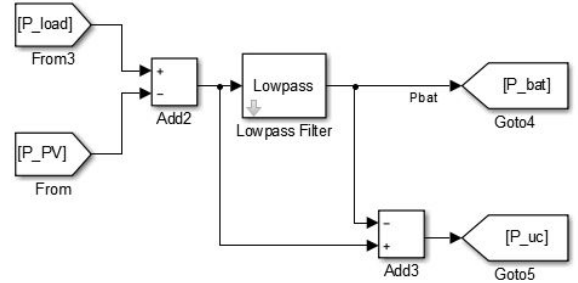 [P_load]
From3
+
−
Add2
[P_PV]
From
Lowpass
Lowpass Filter
Pbat
[P_bat]
Goto4
−
+
Add3
[P_uc]
Goto5